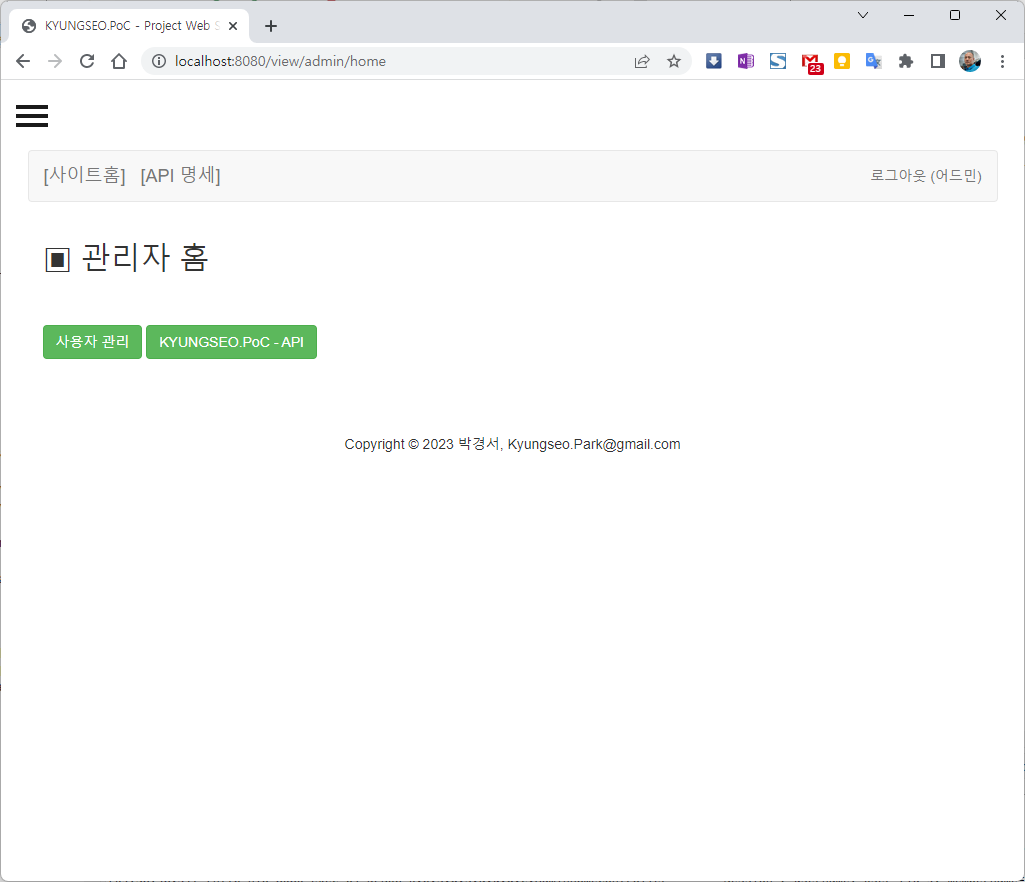 KYUNGSEO.PoC - Project Web S
localhost:8080/view/admin/home
23
[사이트홈] [API 명세] 로그아웃 (어드민)
▣ 관리자 홈
사용자 관리 KYUNGSEO.PoC - API
Copyright © 2023 박경서, Kyungseo.Park@gmail.com